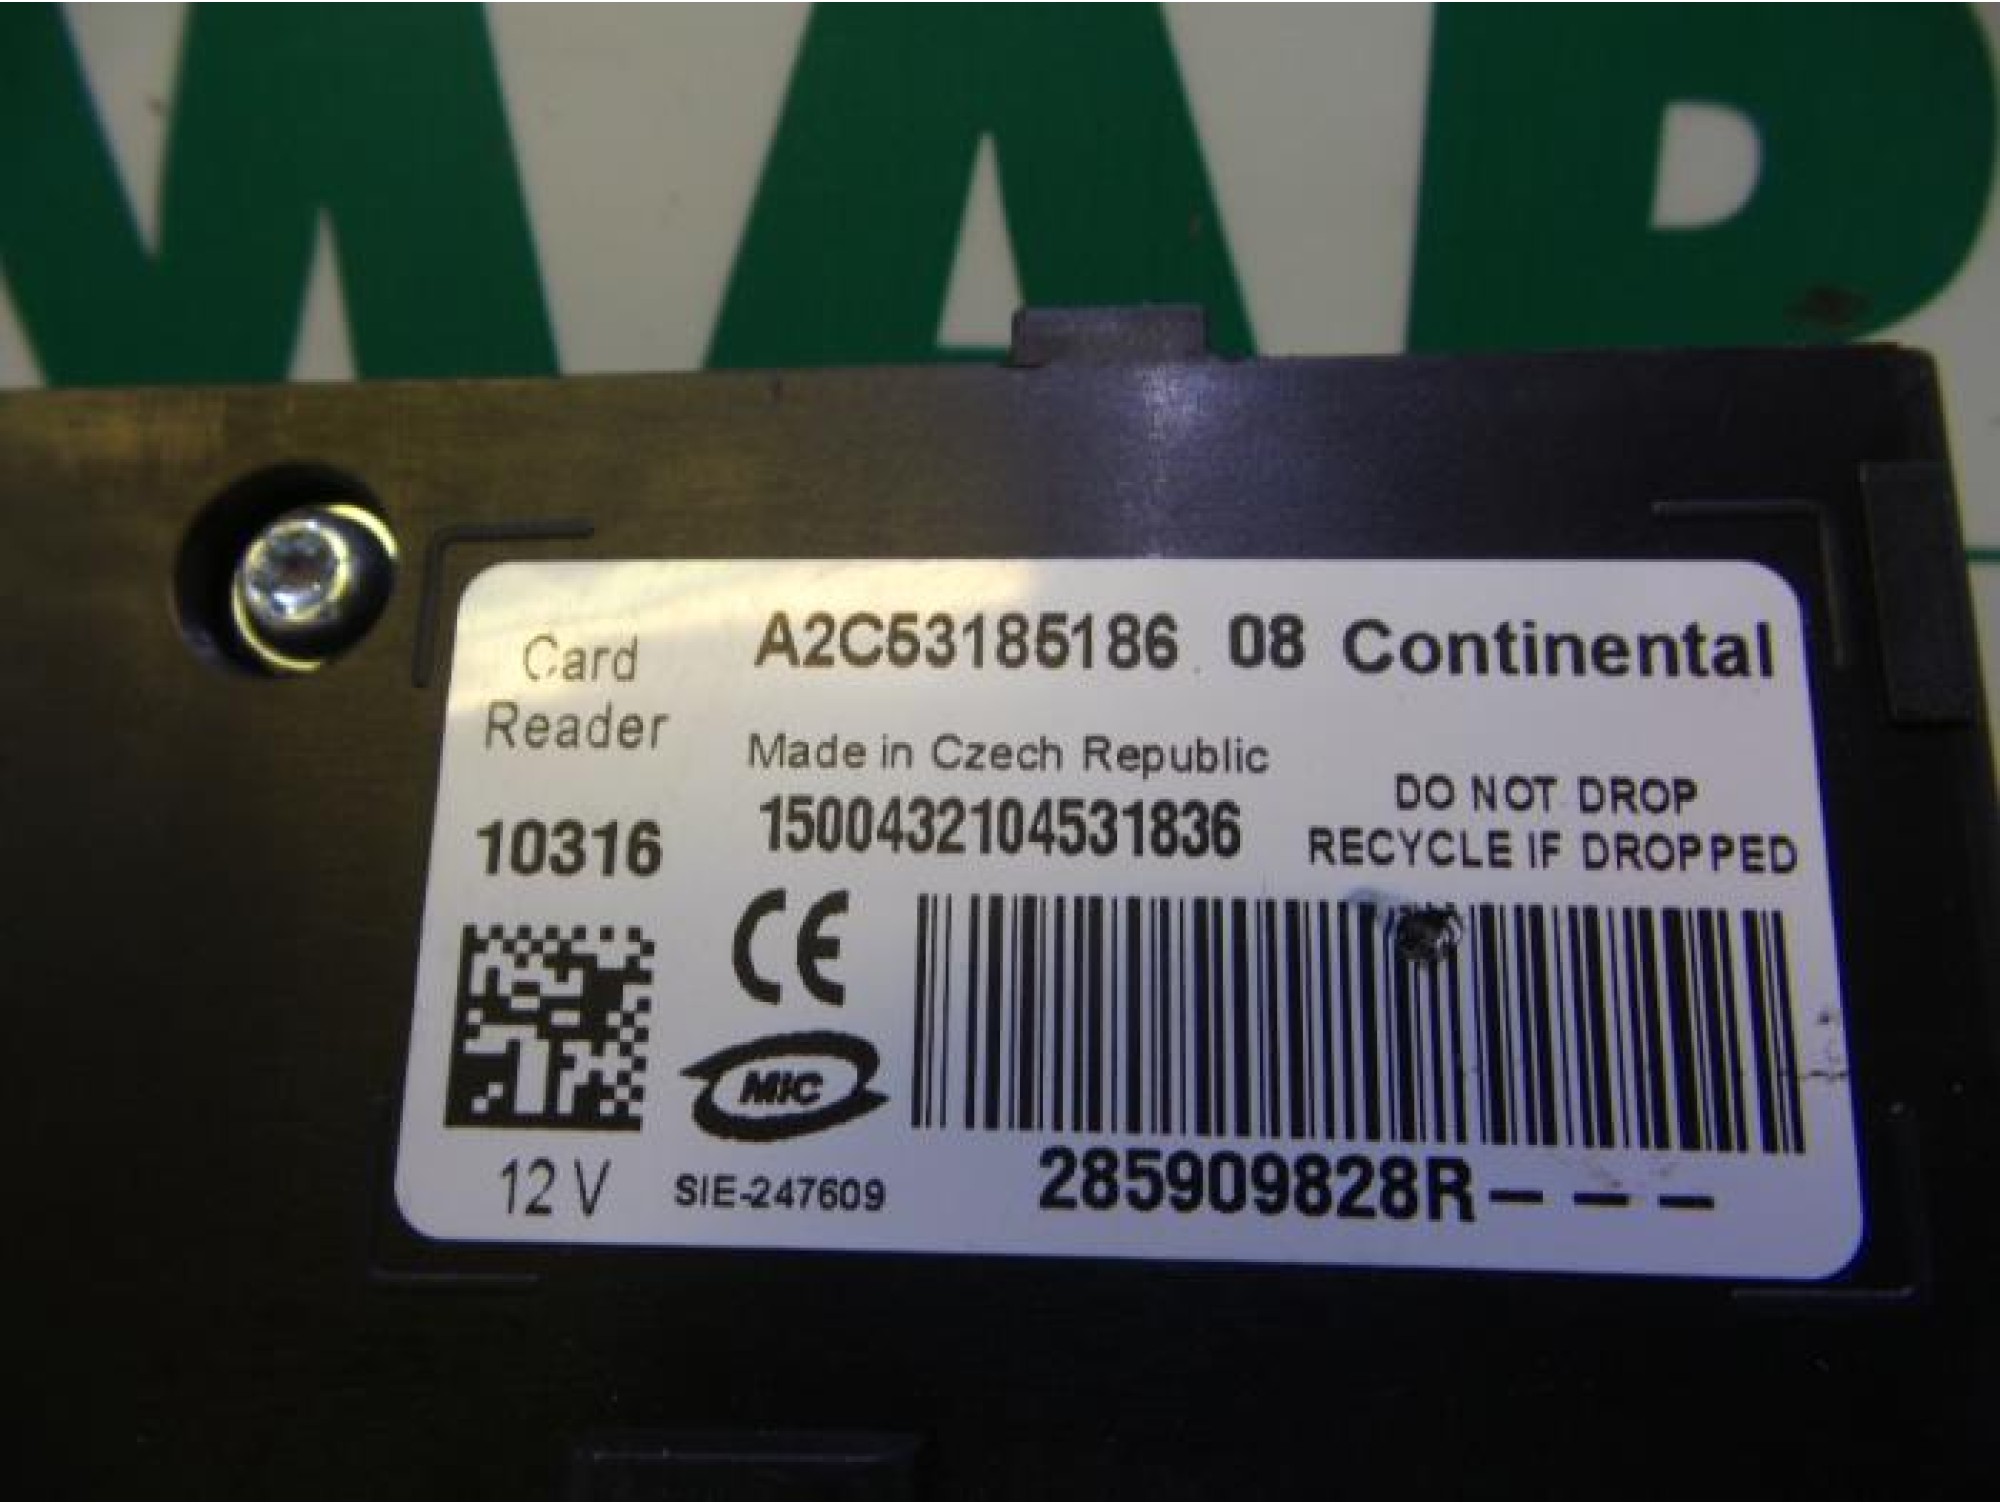 WAR
Card
Reader
A2C53185186 08 Continental
Made in Czech Republic
10316
1500432104531836
DO NOT DROP
RECYCLE IF DROPPED
CE
MIC
12 V
SIE-247609
285909828R---